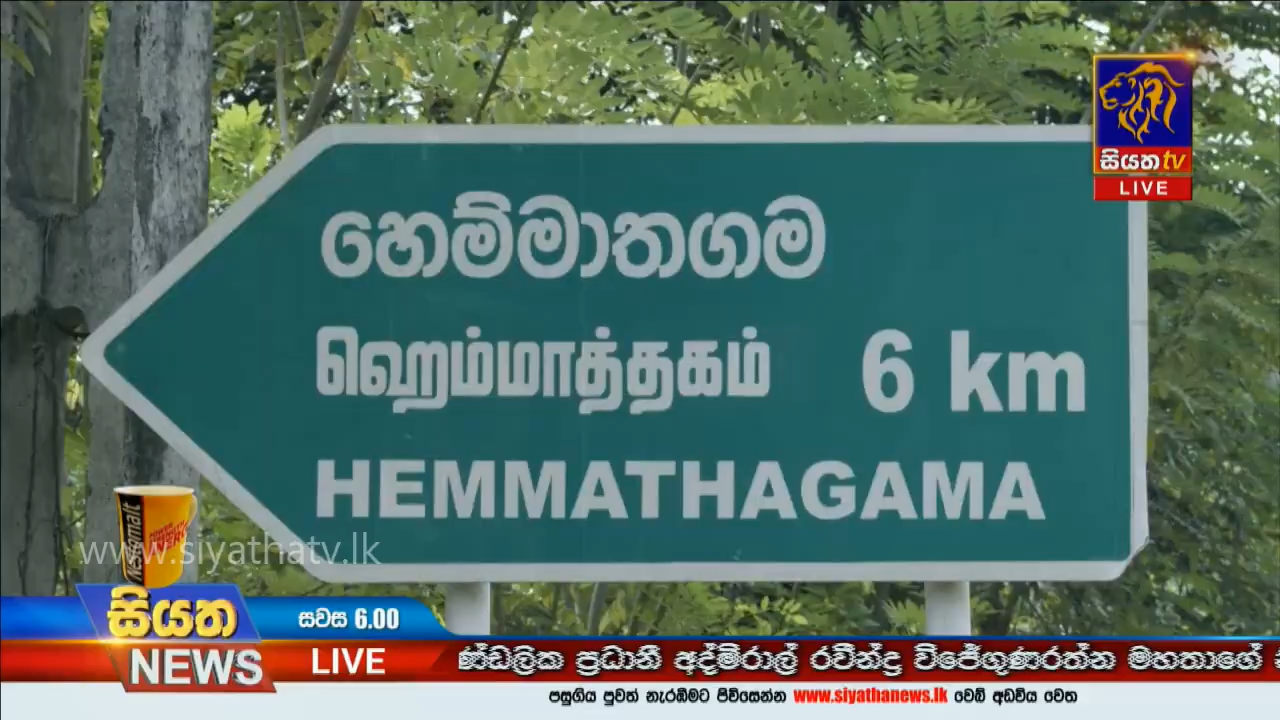 සියත tv
LIVE
හෙම්මාතගම
ஹெம்மாத்தகம்
6 km
HEMMATHAGAMA
Nestomalt
www.siyathatv.lk
සියත
NEWS
සවස 6.00
LIVE
ණ්ඩලික ප්‍රධානී අද්මිරාල් රවීන්ද්‍ර විජේගුණරත්න මහතාගේ
පසුගිය පුවත් නැරඹීමට පිවිසෙන්න www.siyathanews.lk වෙබ් අඩවිය වෙත